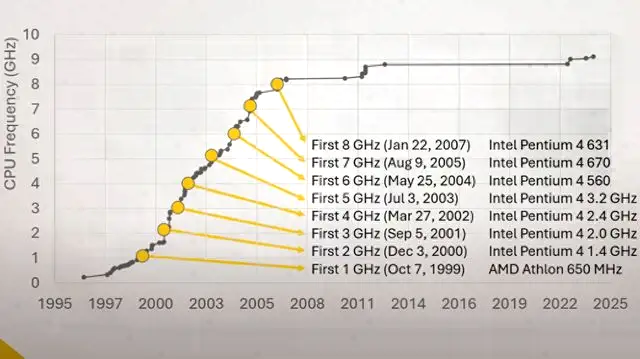 CPU Frequency (GHz)
10
9
8
7
6
5
4
3
2
1
0
First 8 GHz (Jan 22, 2007) Intel Pentium 4 631
First 7 GHz (Aug 9, 2005) Intel Pentium 4 670
First 6 GHz (May 25, 2004) Intel Pentium 4 560
First 5 GHz (Jul 3, 2003) Intel Pentium 4 3.2 GHz
First 4 GHz (Mar 27, 2002) Intel Pentium 4 2.4 GHz
First 3 GHz (Sep 5, 2001) Intel Pentium 4 2.0 GHz
First 2 GHz (Dec 3, 2000) Intel Pentium 4 1.4 GHz
First 1 GHz (Oct 7, 1999) AMD Athlon 650 MHz
1995 1997 2000 2003 2005 2008 2011 2014 2016 2019 2022 2025